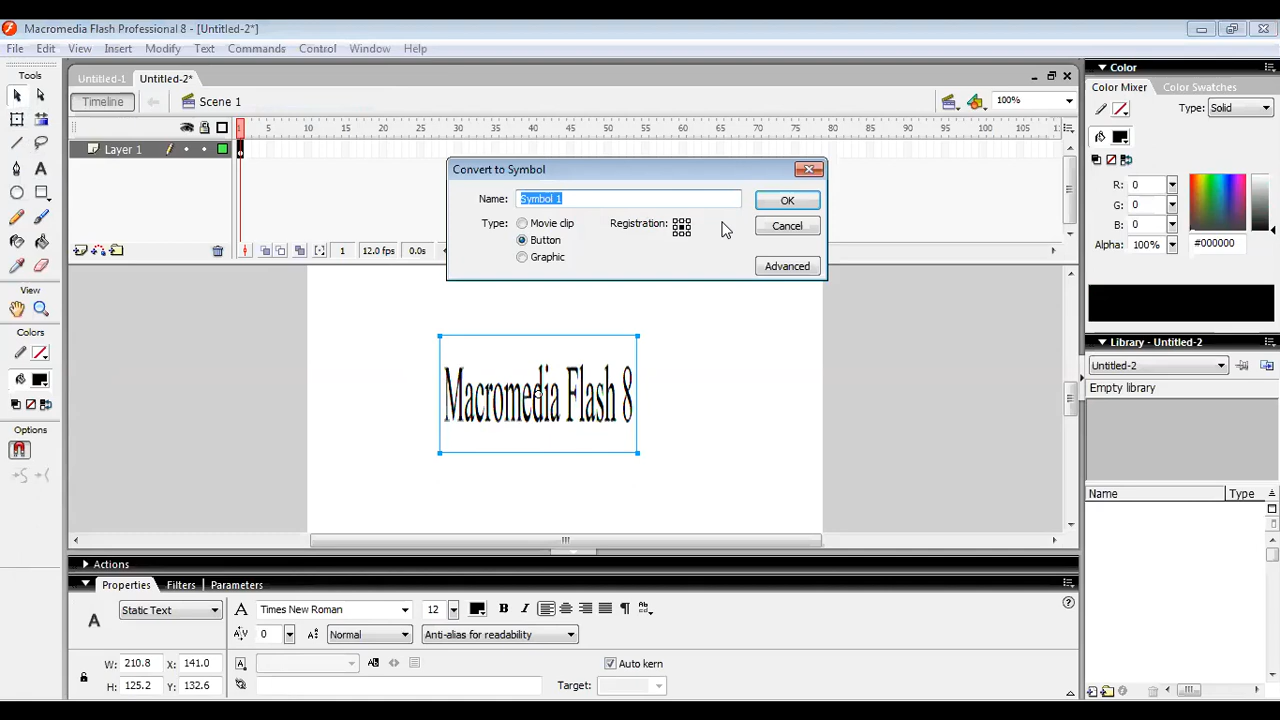 Macromedia Flash Professional 8 - [Untitled-2*]
File Edit View Insert Modify Text Commands Control Window Help
Tools
Untitled-1 Untitled-2*
Timeline Scene 1 100%
1 5 10 15 20 25 30 35 40 45 50 55 60 65 70 75 80 85 90 95 100 105
Layer 1
1 12.0 fps 0.0s
Convert to Symbol
Name: Symbol 1 OK
Type: Movie clip Registration: Cancel
Button
Graphic Advanced
View
Colors
Options
Macromedia Flash 8
Color
Color Mixer Color Swatches
Type: Solid
R: 0
G: 0
B: 0
Alpha: 100% #000000
Library - Untitled-2
Untitled-2
Empty library
Name Type
Actions
Properties Filters Parameters
A Static Text A Times New Roman 12 B I
A|V 0 Normal Anti-alias for readability
W: 210.8 X: 141.0 Auto kern
H: 125.2 Y: 132.6 Target: